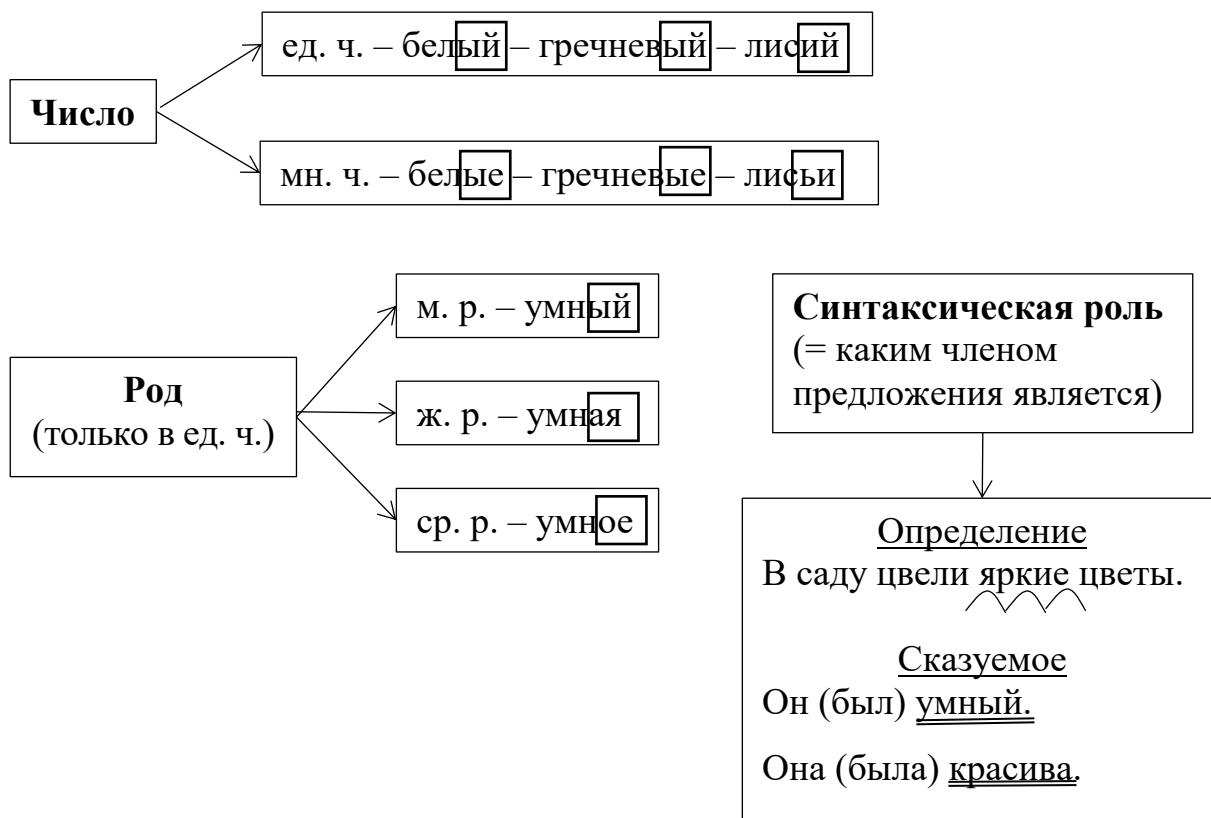 ед. ч. – белый – гречневый – лисий
Число
мн. ч. – белые – гречневые – лисьи
м. р. – умный
Род
(только в ед. ч.)
ж. р. – умная
ср. р. – умное
Синтаксическая роль
(= каким членом
предложения является)
Определение
В саду цвели яркие цветы.
Сказуемое
Он (был) умный.
Она (была) красива.